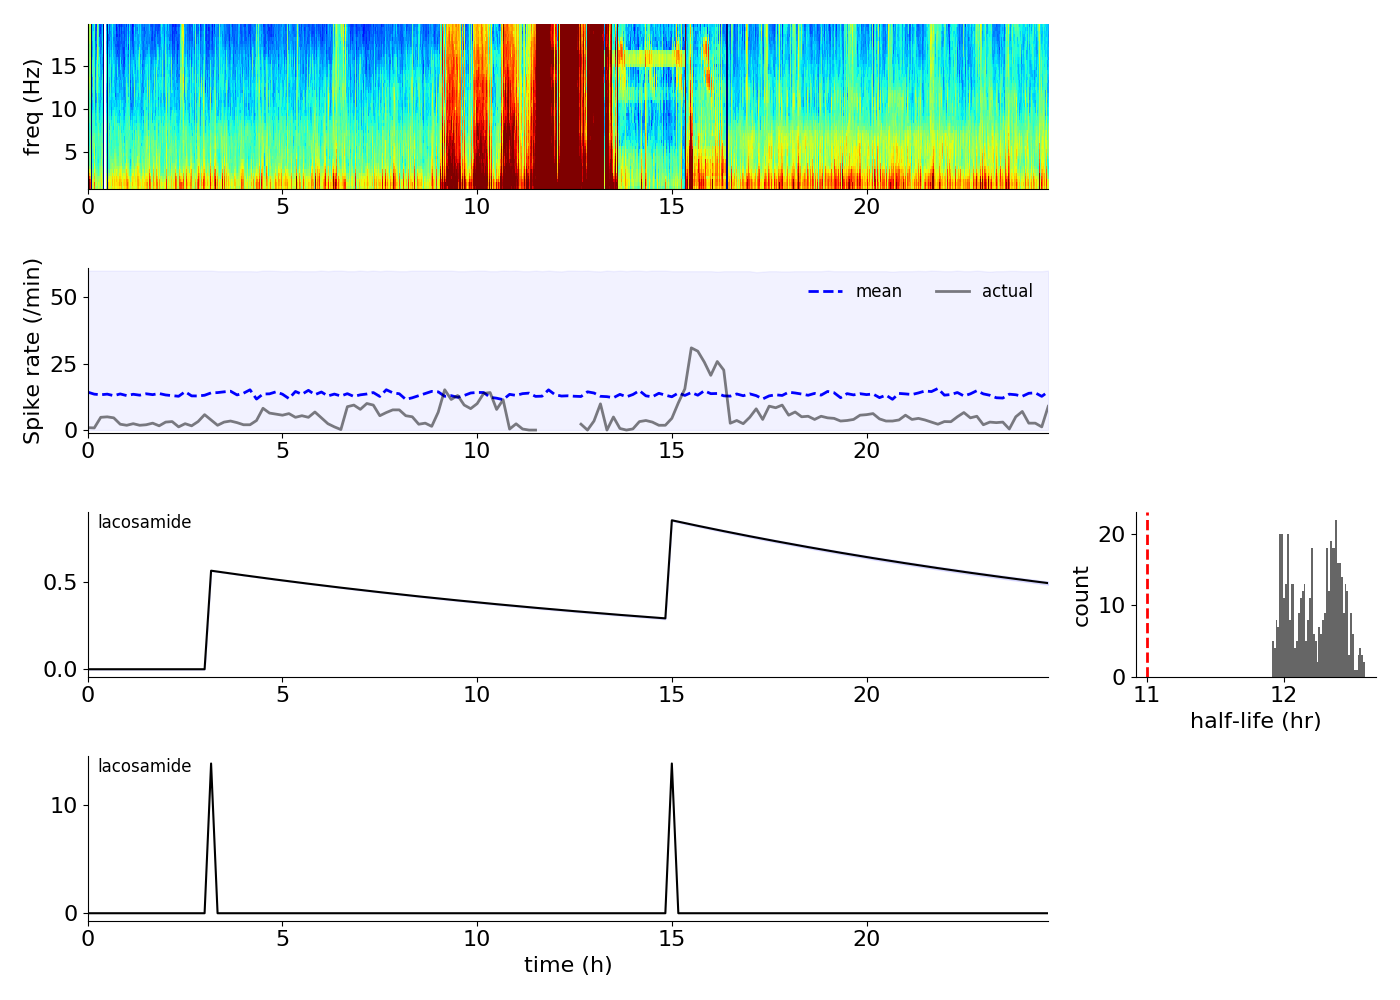 freq (Hz)
15
10
5
0 5 10 15 20
Spike rate (/min)
50
25
0
mean actual
0 5 10 15 20
lacosamide
0.5
0.0
0 5 10 15 20
count
20
10
0
11 12
half-life (hr)
lacosamide
10
0
0 5 10 15 20
time (h)